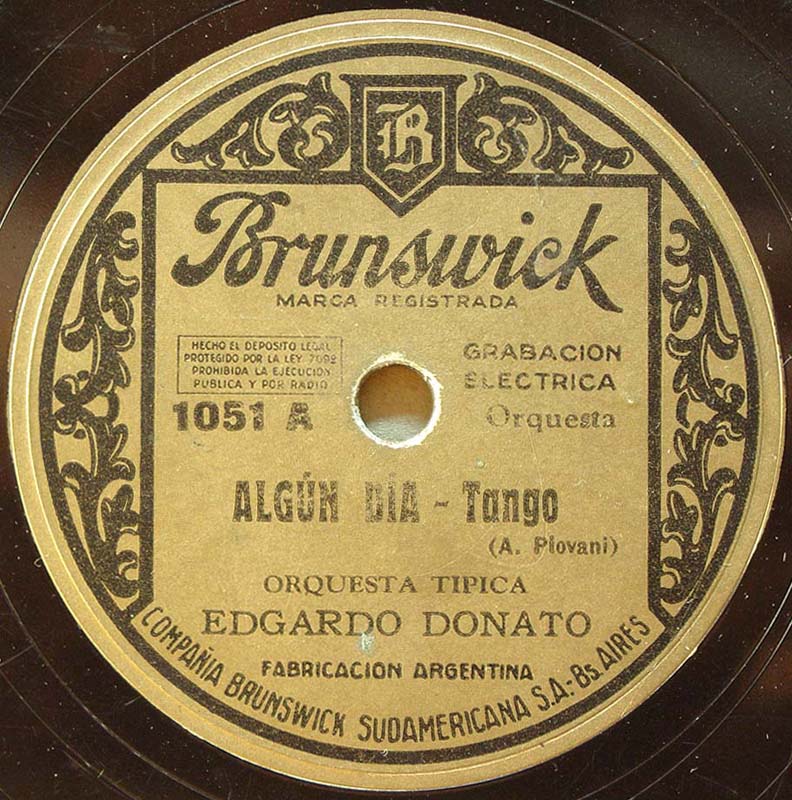 B
Brunswick
MARCA REGISTRADA
HECHO EL DEPOSITO LEGAL
PROTEGIDO POR LA LEY 7092
PROHIBIDA LA EJECUCION
PUBLICA Y POR RADIO
GRABACION
ELECTRICA
1051 A
Orquesta
ALGÚN DÍA - Tango
(A. Piovani)
ORQUESTA TIPICA
EDGARDO DONATO
FABRICACION ARGENTINA
COMPAÑIA BRUNSWICK SUDAMERICANA S.A.-Bs.AIRES